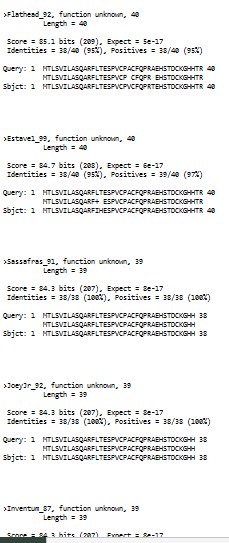 >Flathead_92, function unknown, 40
Length = 40
Score = 85.1 bits (209), Expect = 5e-17
Identities = 38/40 (95%), Positives = 38/40 (95%)
Query: 1 MTLSVILASQARFLTESPVCPACFQPRAEHSTDCKGHHTR 40
MTLSVILASQARFLTESPVCP CFQPR EHSTDCKGHHTR
Sbjct: 1 MTLSVILASQARFLTESPVCPTCFQPRTEHSTDCKGHHTR 40
>Estave1_99, function unknown, 40
Length = 40
Score = 84.7 bits (208), Expect = 6e-17
Identities = 38/40 (95%), Positives = 39/40 (97%)
Query: 1 MTLSVILASQARFLTESPVCPACFQPRAEHSTDCKGHHTR 40
MTLSVILASQARF+ ESPVCPACFQPRAEHSTDCKGHHTR
Sbjct: 1 MTLSVILASQARFIHESPVCPACFQPRAEHSTDCKGHHTR 40
>Sassafras_91, function unknown, 39
Length = 39
Score = 84.3 bits (207), Expect = 8e-17
Identities = 38/38 (100%), Positives = 38/38 (100%)
Query: 1 MTLSVILASQARFLTESPVCPACFQPRAEHSTDCKGHH 38
MTLSVILASQARFLTESPVCPACFQPRAEHSTDCKGHH
Sbjct: 1 MTLSVILASQARFLTESPVCPACFQPRAEHSTDCKGHH 38
>JoeyJr_92, function unknown, 39
Length = 39
Score = 84.3 bits (207), Expect = 8e-17
Identities = 38/38 (100%), Positives = 38/38 (100%)
Query: 1 MTLSVILASQARFLTESPVCPACFQPRAEHSTDCKGHH 38
MTLSVILASQARFLTESPVCPACFQPRAEHSTDCKGHH
Sbjct: 1 MTLSVILASQARFLTESPVCPACFQPRAEHSTDCKGHH 38
>Inventum_87, function unknown, 39
Length = 39
Score = 84.3 bits (207), Expect = 8e-17